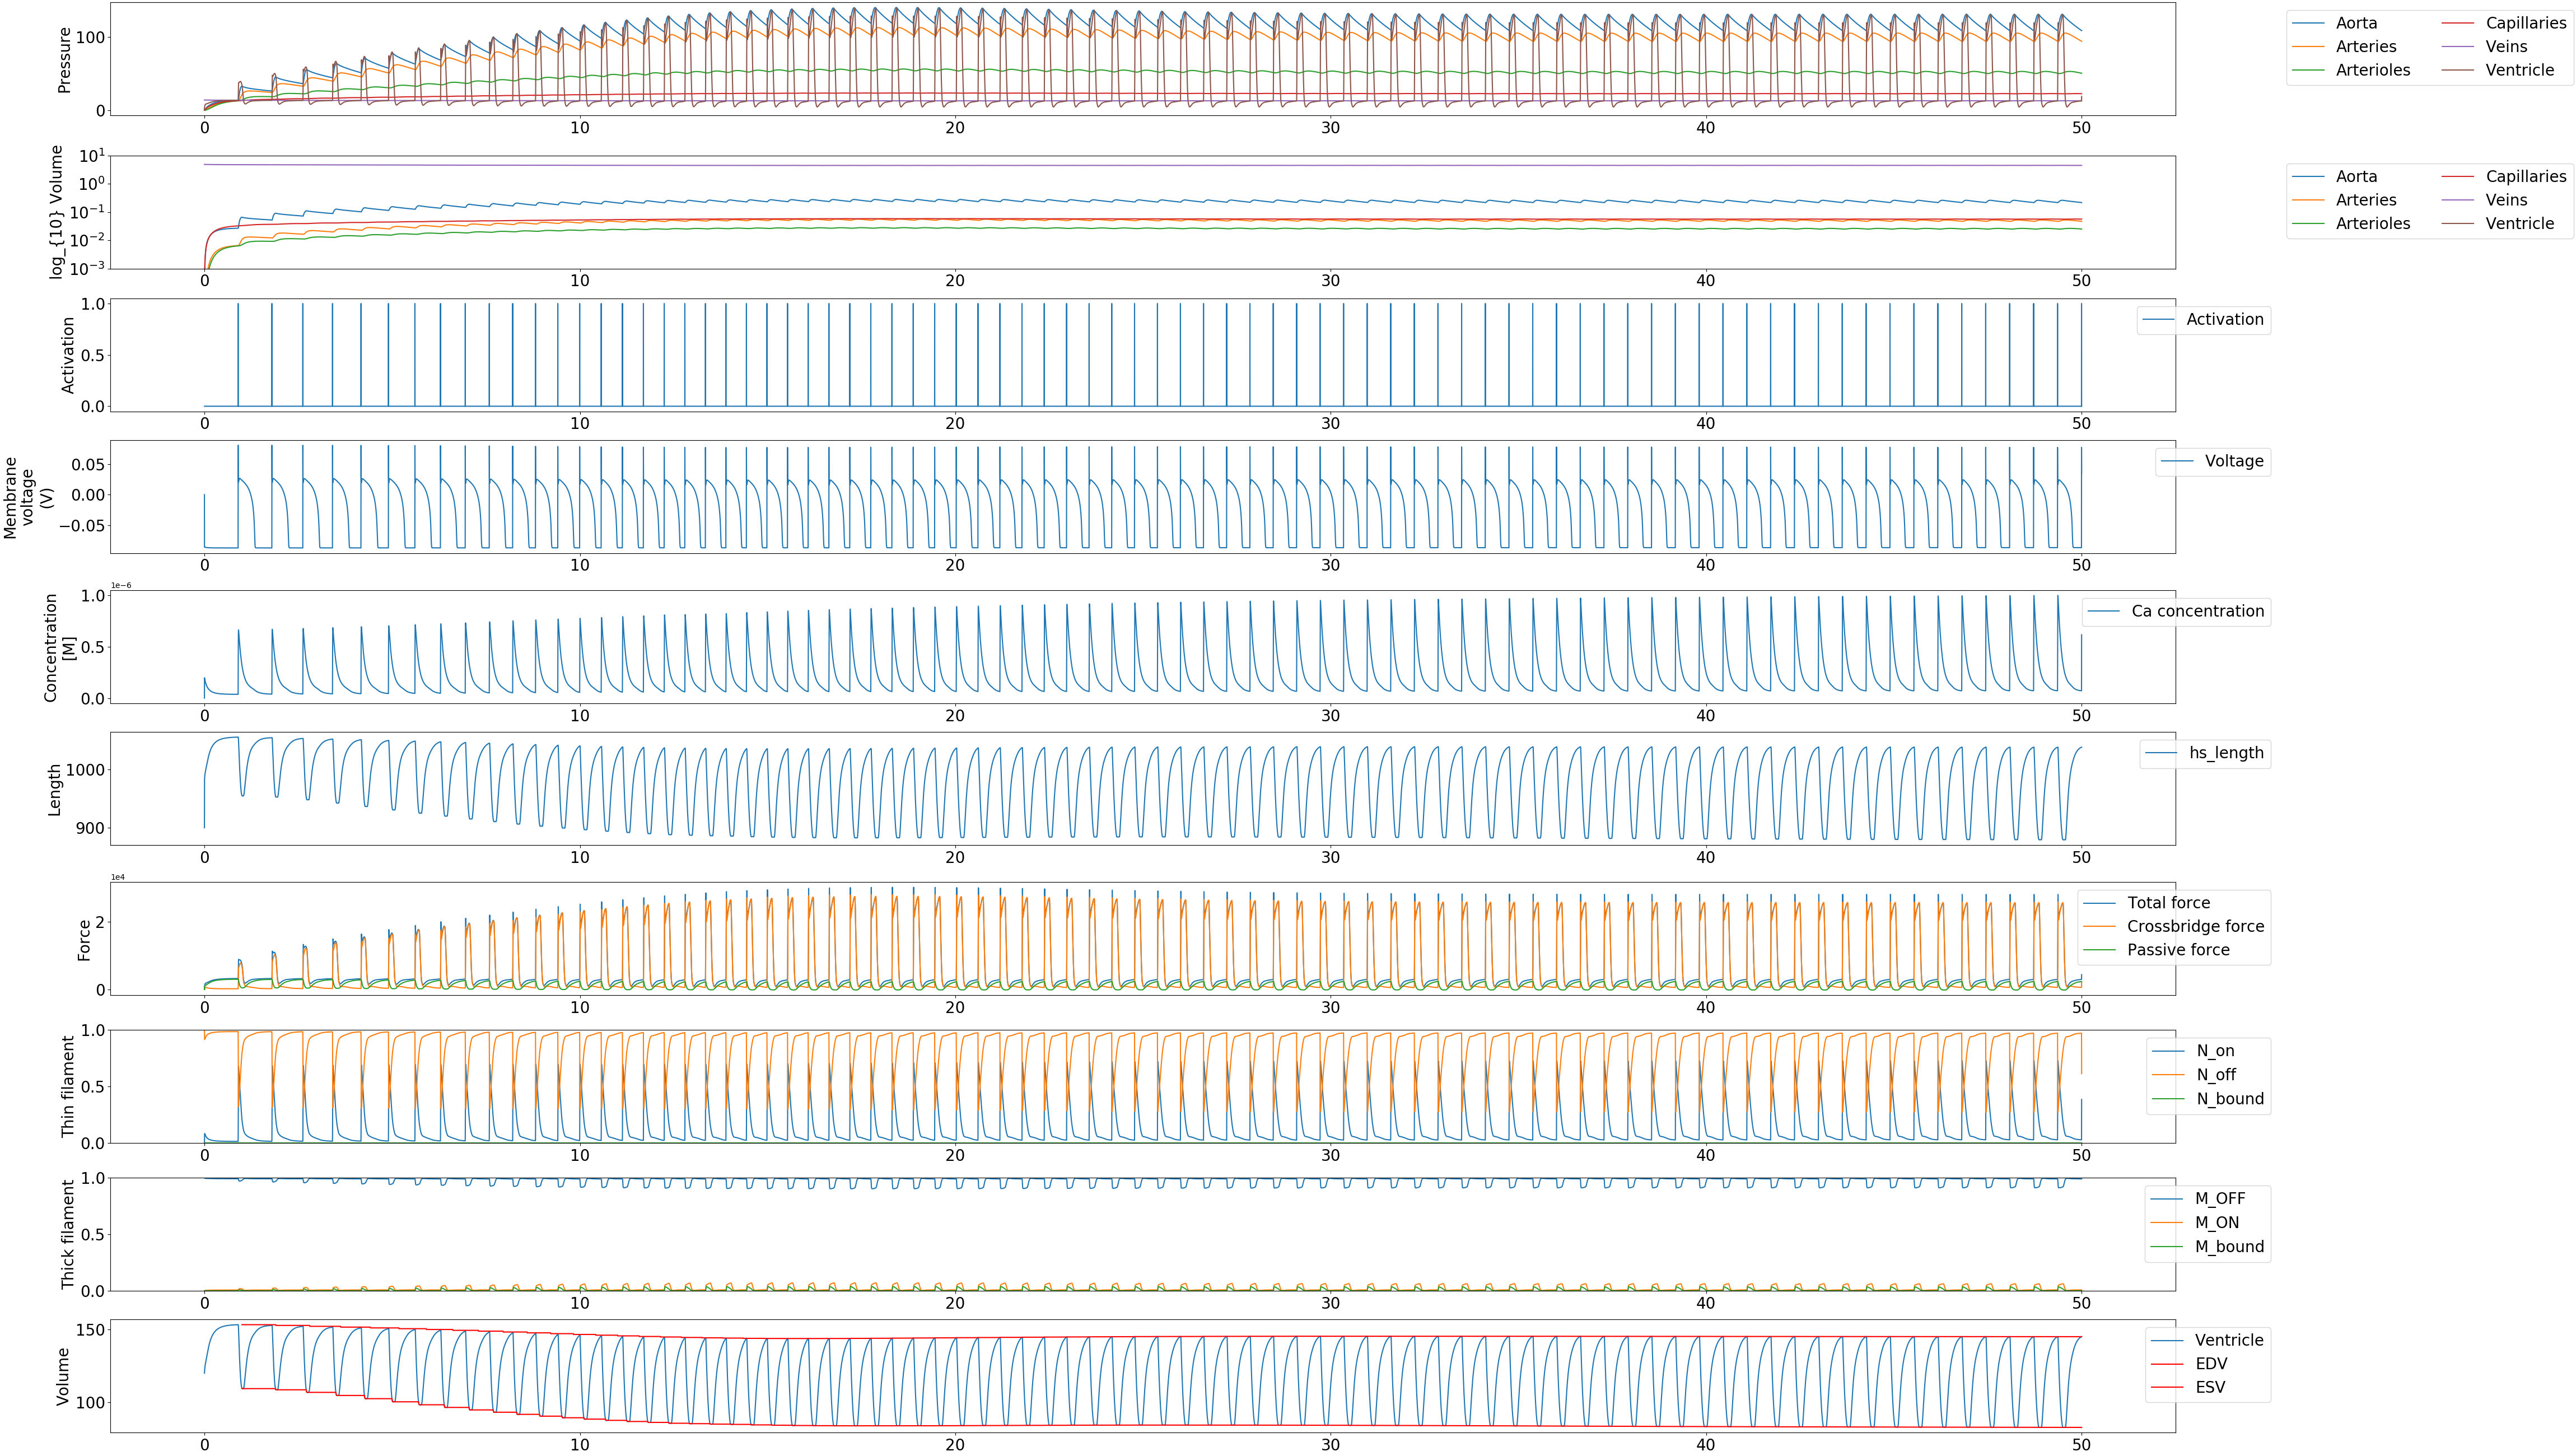 100
0
Pressure
0 10 20 30 40 50
Aorta Capillaries
Arteries Veins
Arterioles Ventricle
10^1
10^0
10^-1
10^-2
10^-3
log_{10} Volume
0 10 20 30 40 50
Aorta Capillaries
Arteries Veins
Arterioles Ventricle
1.0
0.5
0.0
Activation
0 10 20 30 40 50
Activation
0.05
0.00
−0.05
Membrane
voltage
(V)
0 10 20 30 40 50
Voltage
1e−6
1.0
0.5
0.0
Concentration
[M]
0 10 20 30 40 50
Ca concentration
1000
900
Length
0 10 20 30 40 50
hs_length
1e4
2
0
Force
0 10 20 30 40 50
Total force
Crossbridge force
Passive force
1.0
0.5
0.0
Thin filament
0 10 20 30 40 50
N_on
N_off
N_bound
1.0
0.5
0.0
Thick filament
0 10 20 30 40 50
M_OFF
M_ON
M_bound
150
100
Volume
0 10 20 30 40 50
Ventricle
EDV
ESV